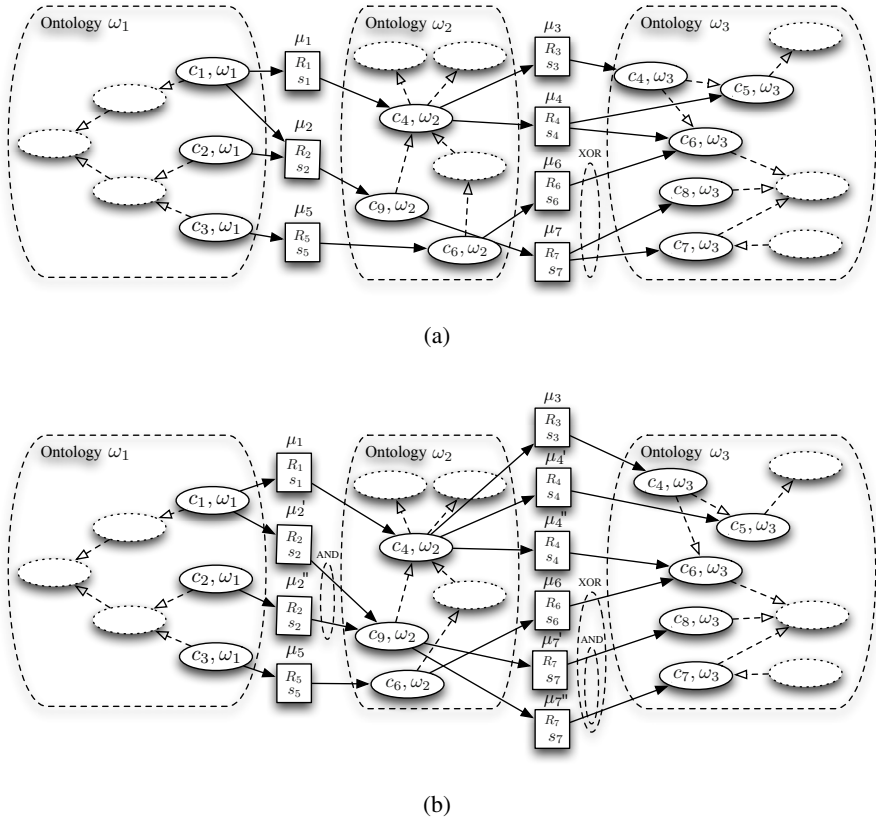 Ontology ω₁
μ₁
R₁
s₁
c₁, ω₁
μ₂
R₂
s₂
c₂, ω₁
c₃, ω₁
μ₅
R₅
s₅
Ontology ω₂
c₄, ω₂
c₉, ω₂
c₆, ω₂
μ₃
R₃
s₃
μ₄
R₄
s₄
μ₆
R₆
s₆
XOR
μ₇
R₇
s₇
Ontology ω₃
c₄, ω₃
c₅, ω₃
c₆, ω₃
c₈, ω₃
c₇, ω₃
(a)
Ontology ω₁
c₁, ω₁
c₂, ω₁
c₃, ω₁
μ₁
R₁
s₁
μ₂'
R₂
s₂
AND
μ₂''
R₂
s₂
μ₅
R₅
s₅
Ontology ω₂
c₄, ω₂
c₉, ω₂
c₆, ω₂
μ₃
R₃
s₃
μ₄'
R₄
s₄
μ₄''
R₄
s₄
μ₆
R₆
s₆
XOR
μ₇'
R₇
s₇
AND
μ₇''
R₇
s₇
Ontology ω₃
c₄, ω₃
c₅, ω₃
c₆, ω₃
c₈, ω₃
c₇, ω₃
(b)